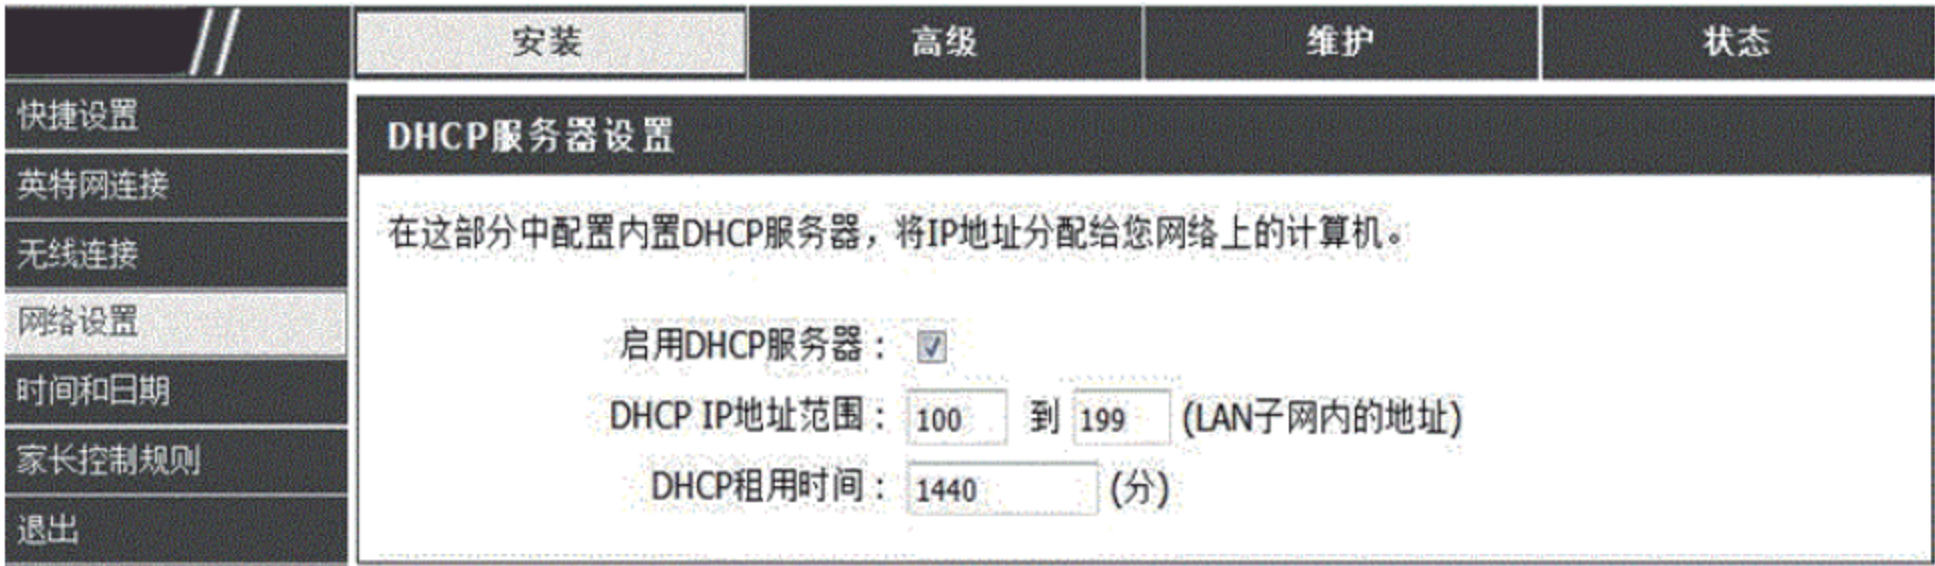 安装 高级 维护 状态
快捷设置
英特网连接
无线连接
网络设置
时间和日期
家长控制规则
退出
DHCP服务器设置
在这部分中配置内置DHCP服务器，将IP地址分配给您网络上的计算机。
启用DHCP服务器：
DHCP IP地址范围： 100 到 199 (LAN子网内的地址)
DHCP租用时间： 1440 (分)